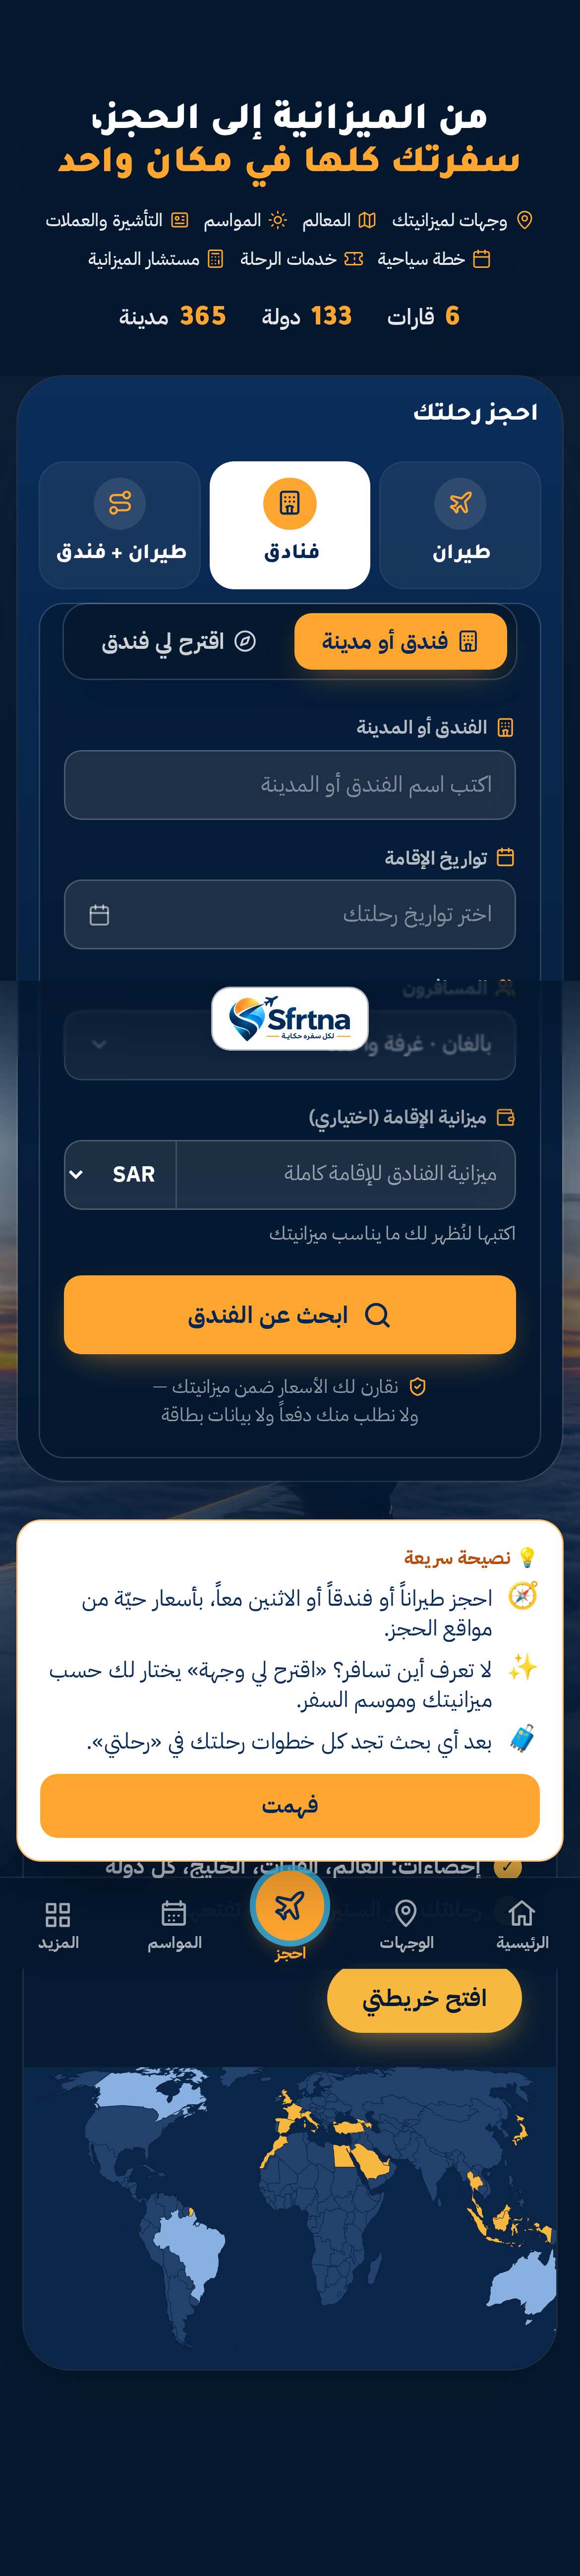 من الميزانية إلى الحجز،
سفرتك كلها في مكان واحد
وجهات لميزانيتك المعالم المواسم التأشيرة والعملات
خطة سياحية خدمات الرحلة مستشار الميزانية
6 قارات 133 دولة 365 مدينة
احجز رحلتك
طيران فنادق طيران + فندق
فندق أو مدينة اقترح لي فندق
الفندق أو المدينة
اكتب اسم الفندق أو المدينة
تواريخ الإقامة
اختر تواريخ رحلتك
المسافرون
Sfrtna
لكل سفره حكاية
بالغان · غرفة
ميزانية الإقامة (اختياري)
ميزانية الفنادق للإقامة كاملة SAR
اكتبها لنُظهر لك ما يناسب ميزانيتك
ابحث عن الفندق
نقارن لك الأسعار ضمن ميزانيتك —
ولا نطلب منك دفعاً ولا بيانات بطاقة
نصيحة سريعة
احجز طيراناً أو فندقاً أو الاثنين معاً، بأسعار حيّة من
مواقع الحجز.
لا تعرف أين تسافر؟ «اقترح لي وجهة» يختار لك حسب
ميزانيتك وموسم السفر.
بعد أي بحث تجد كل خطوات رحلتك في «رحلتي».
فهمت
إحصاءات: العالم، القارات، الخليج، كل دولة
الرئيسية الوجهات احجز المواسم المزيد
افتح خريطتي